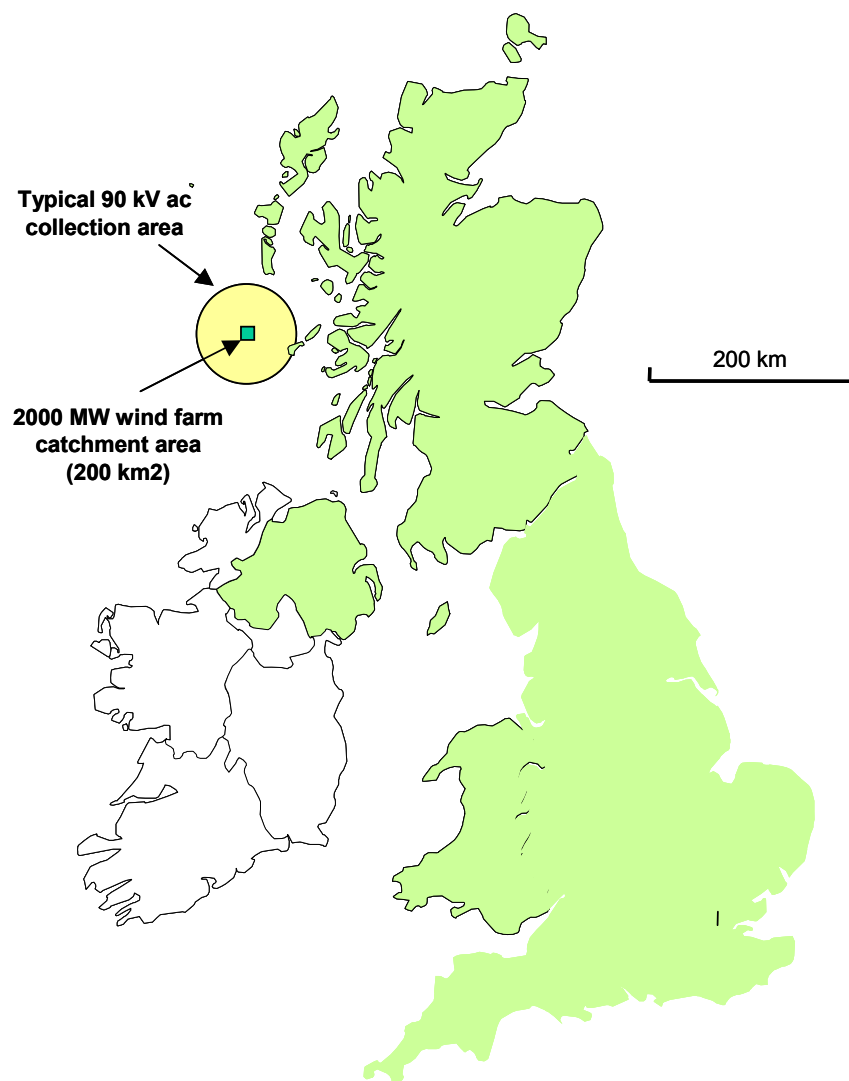 Typical 90 kV ac
collection area
200 km
2000 MW wind farm
catchment area
(200 km2)